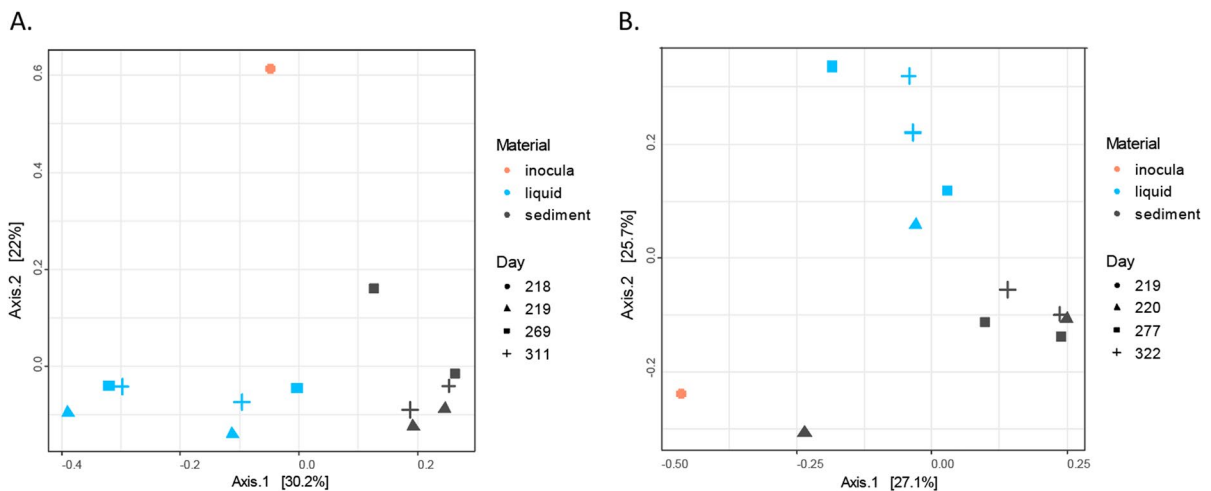 A.
0.6
0.4
0.2
0.0
Axis.2 [22%]
-0.4
-0.2
0.0
0.2
Axis.1 [30.2%]
Material
inocula
liquid
sediment
Day
218
219
269
311
B.
0.2
0.0
-0.2
Axis.2 [25.7%]
-0.50
-0.25
0.00
0.25
Axis.1 [27.1%]
Material
inocula
liquid
sediment
Day
219
220
277
322